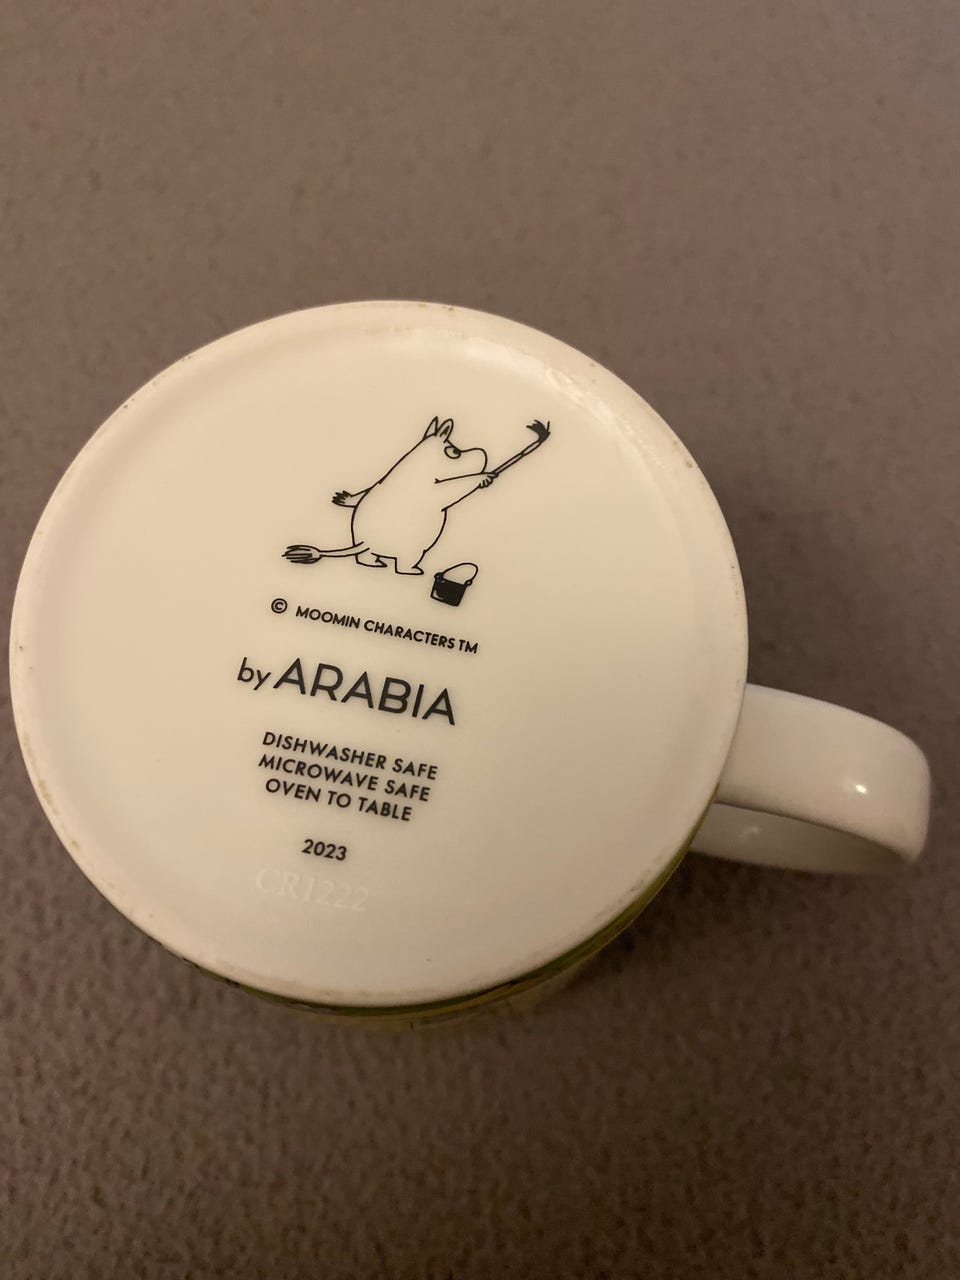 © MOOMIN CHARACTERS TM
by ARABIA
DISHWASHER SAFE
MICROWAVE SAFE
OVEN TO TABLE
2023
CR1222